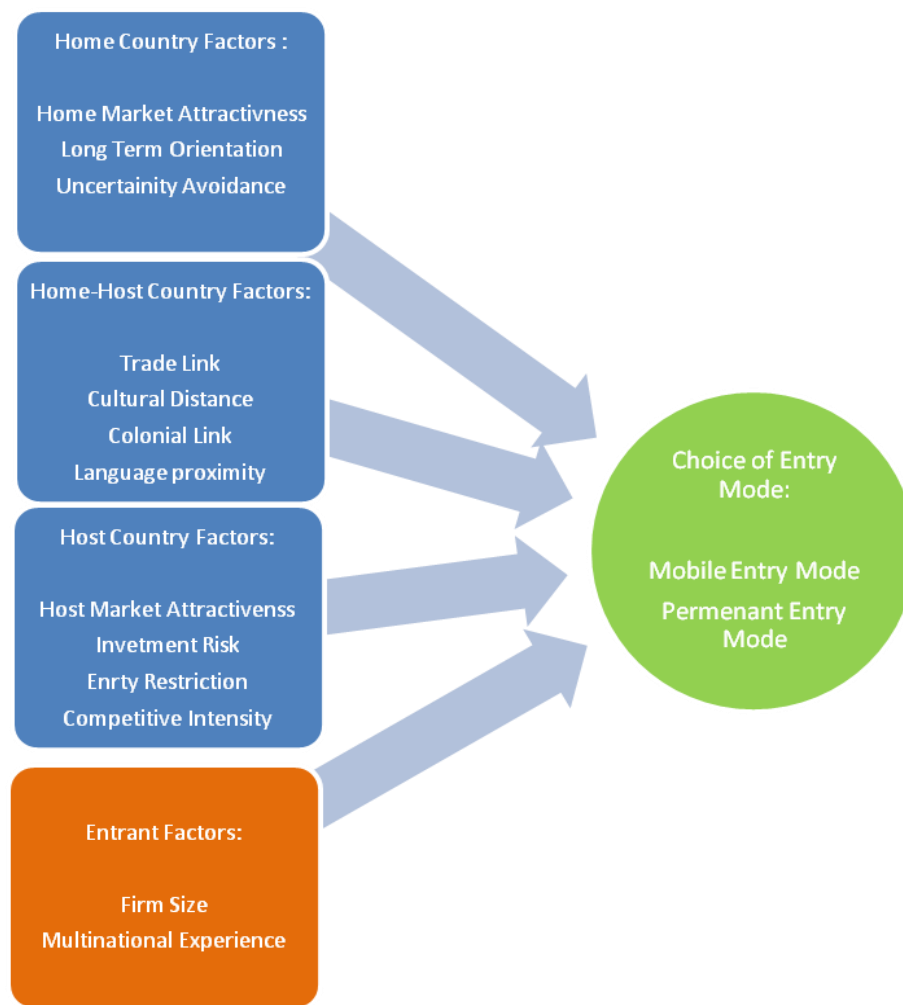 Home Country Factors :
Home Market Attractivness
Long Term Orientation
Uncertainity Avoidance
Home-Host Country Factors:
Trade Link
Cultural Distance
Colonial Link
Language proximity
Host Country Factors:
Host Market Attractivenss
Invetment Risk
Enrty Restriction
Competitive Intensity
Entrant Factors:
Firm Size
Multinational Experience
Choice of Entry
Mode:
Mobile Entry Mode
Permenant Entry
Mode